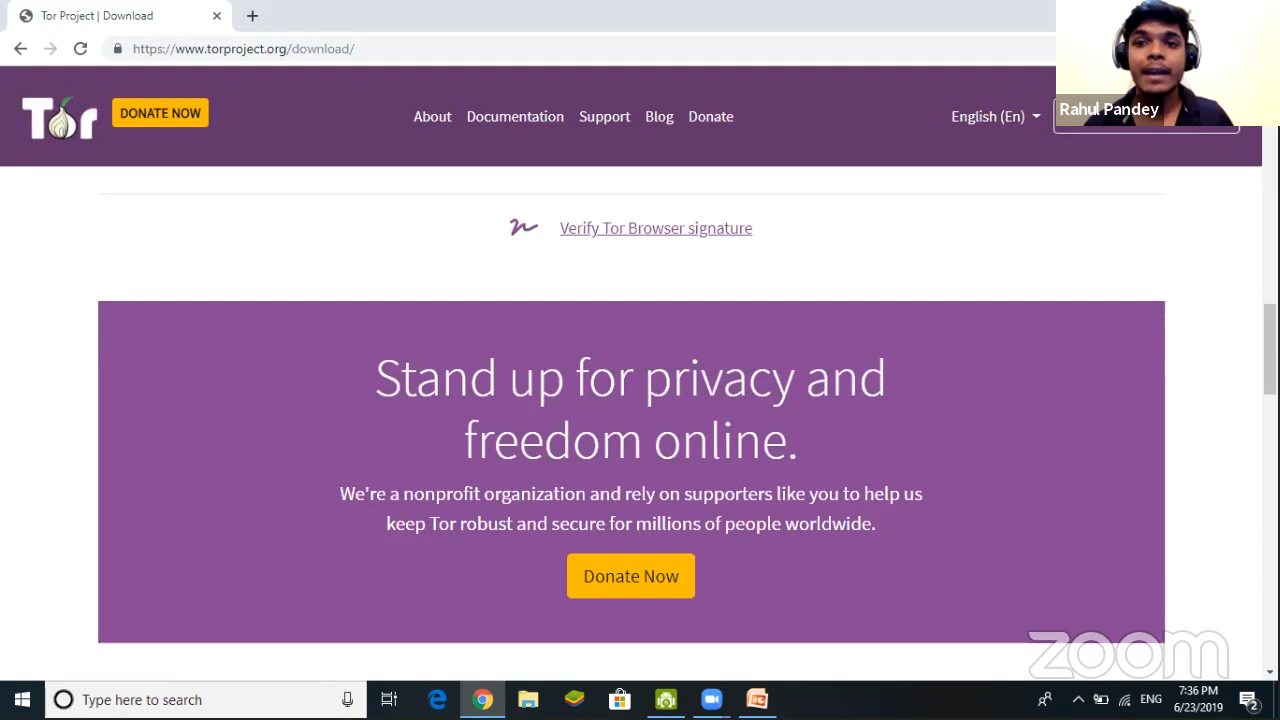 Tor Project | Download
https://www.torproject.org/download/
Tor
DONATE NOW
About
Documentation
Support
Blog
Donate
English (En)
Rahul Pandey
Verify Tor Browser signature
Stand up for privacy and
freedom online.
We're a nonprofit organization and rely on supporters like you to help us
keep Tor robust and secure for millions of people worldwide.
Donate Now
zoom
Type here to search
ENG
7:36 PM
6/23/2019
2